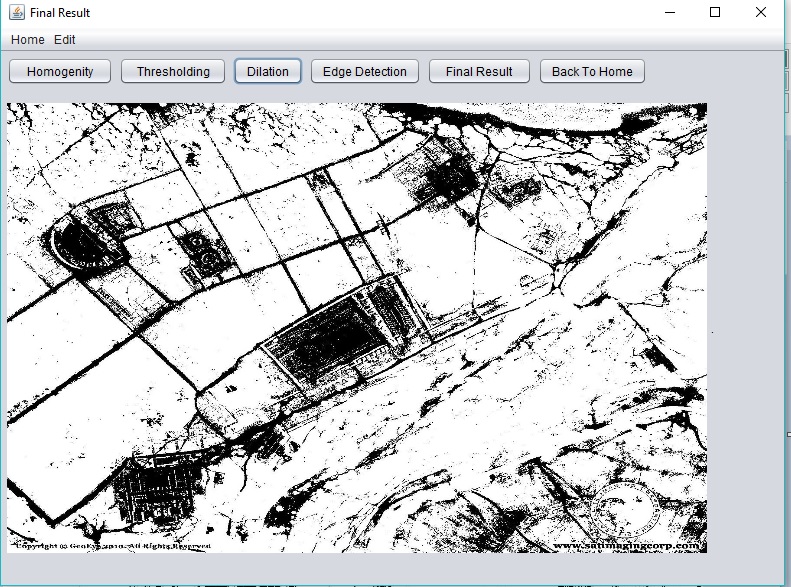 Final Result
Home Edit
Homogenity Thresholding Dilation Edge Detection Final Result Back To Home
Copyright © GeoEye 2010. All Rights Reserved
www.satimagingcorp.com